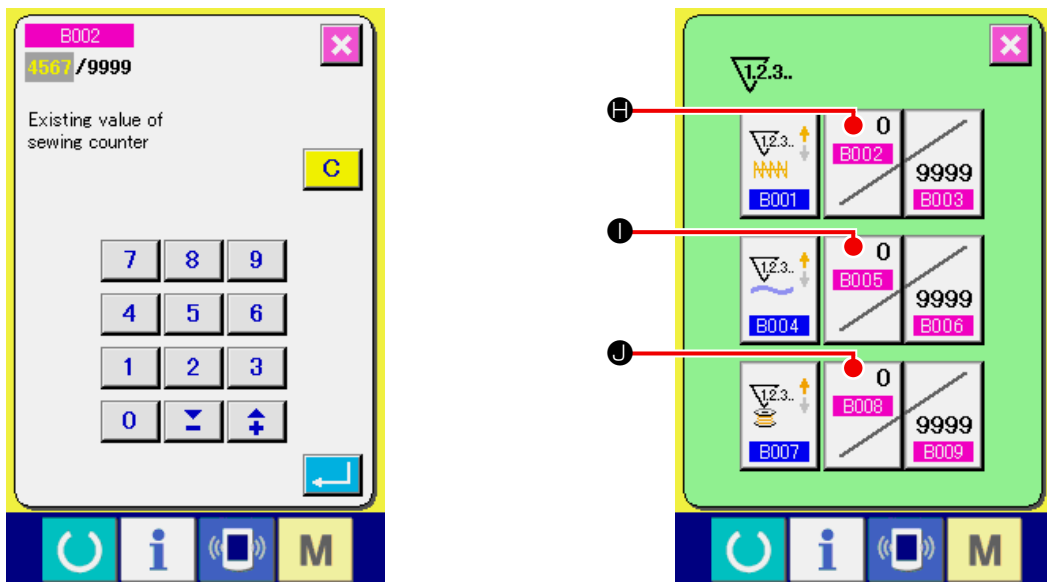 B002
4567/9999
Existing value of
sewing counter
C
7 8 9
4 5 6
1 2 3
0
i
M
1,2,3..
H
1,2,3..
B001
0
B002
9999
B003
I
1,2,3..
B004
0
B005
9999
B006
J
1,2,3..
B007
0
B008
9999
B009
i
M